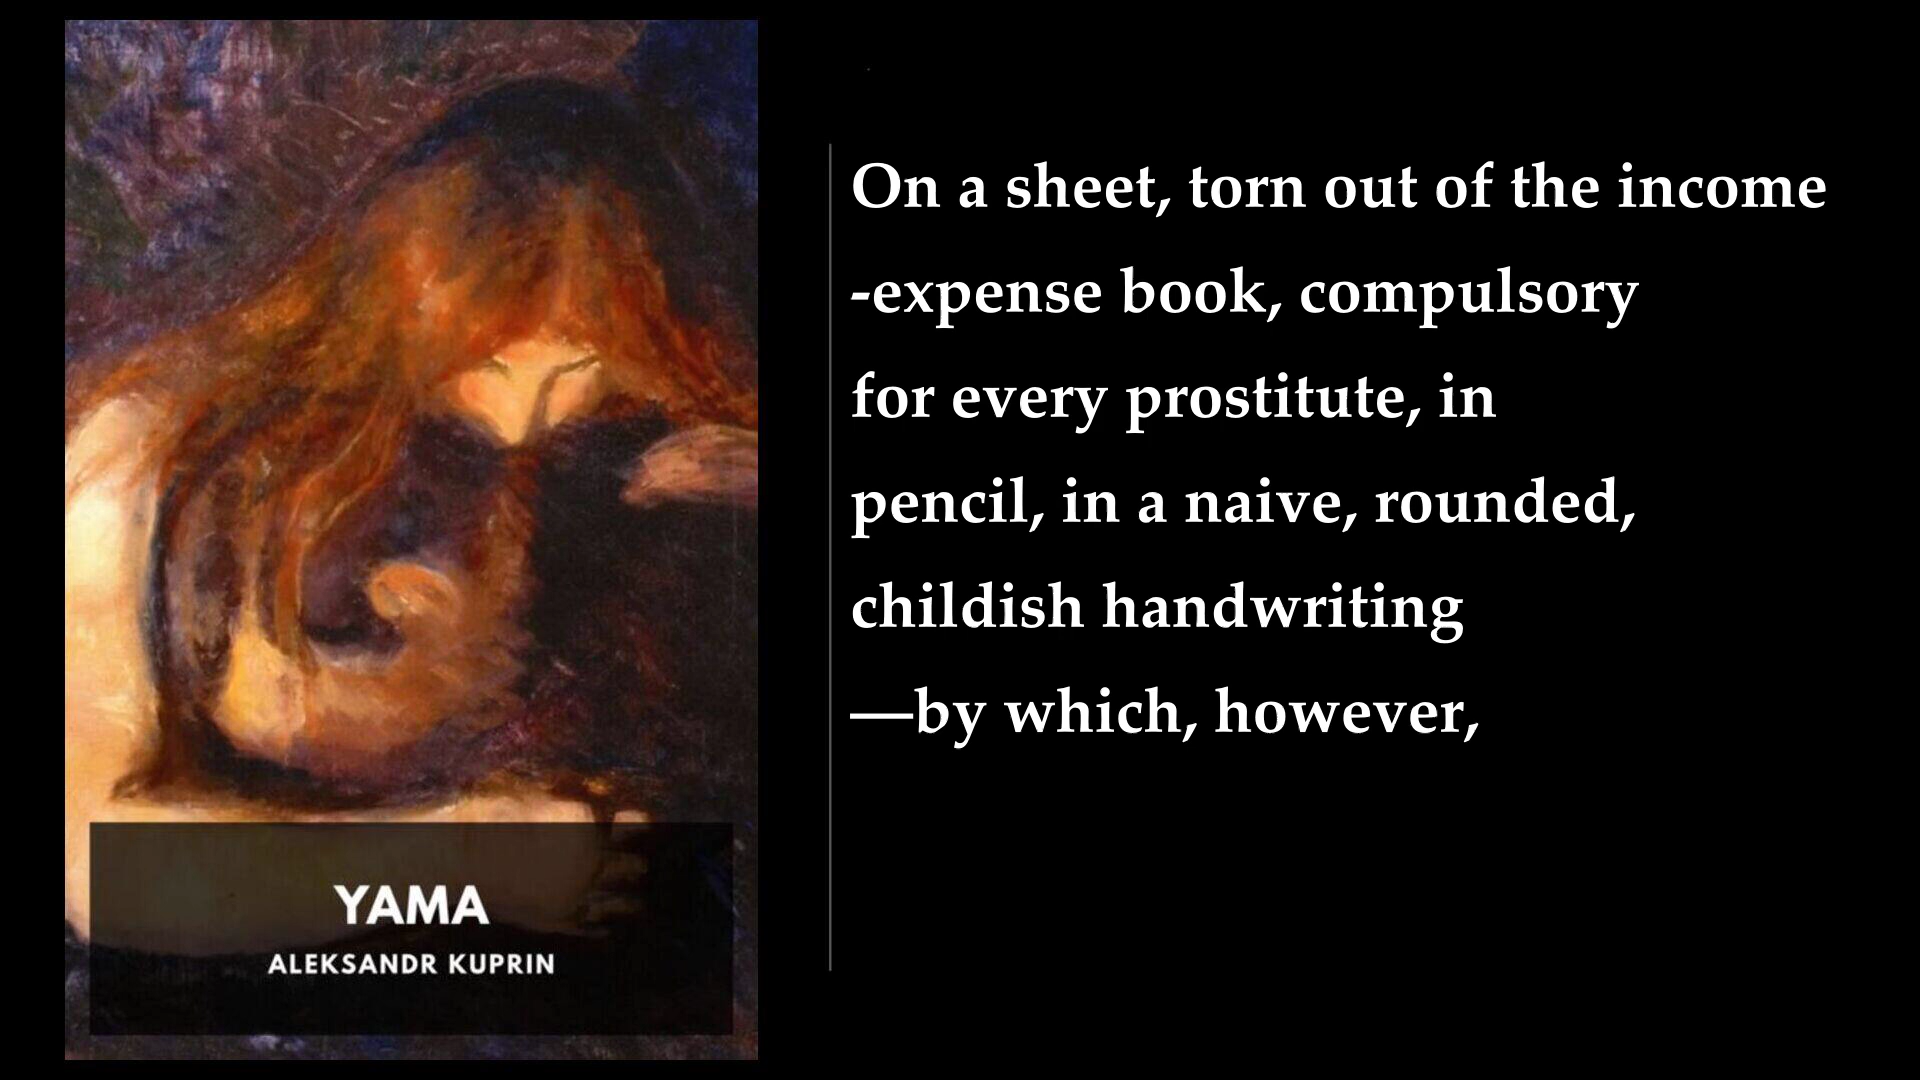 YAMA
ALEKSANDR KUPRIN
On a sheet, torn out of the income
-expense book, compulsory
for every prostitute, in
pencil, in a naive, rounded,
childish handwriting
—by which, however,